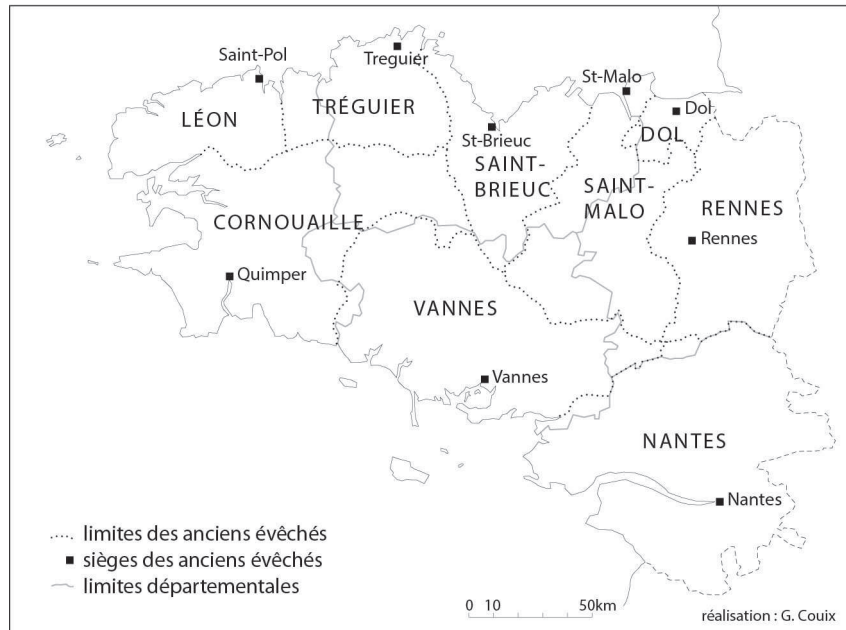 Saint-Pol
Treguier
St-Malo
Dol
LÉON
TRÉGUIER
St-Brieuc
DOL
SAINT-
BRIEUC
SAINT-
MALO
RENNES
CORNOUAILLE
Rennes
Quimper
VANNES
Vannes
NANTES
Nantes
limites des anciens évêchés
sièges des anciens évêchés
limites départementales
0 10 50km
réalisation : G. Couix